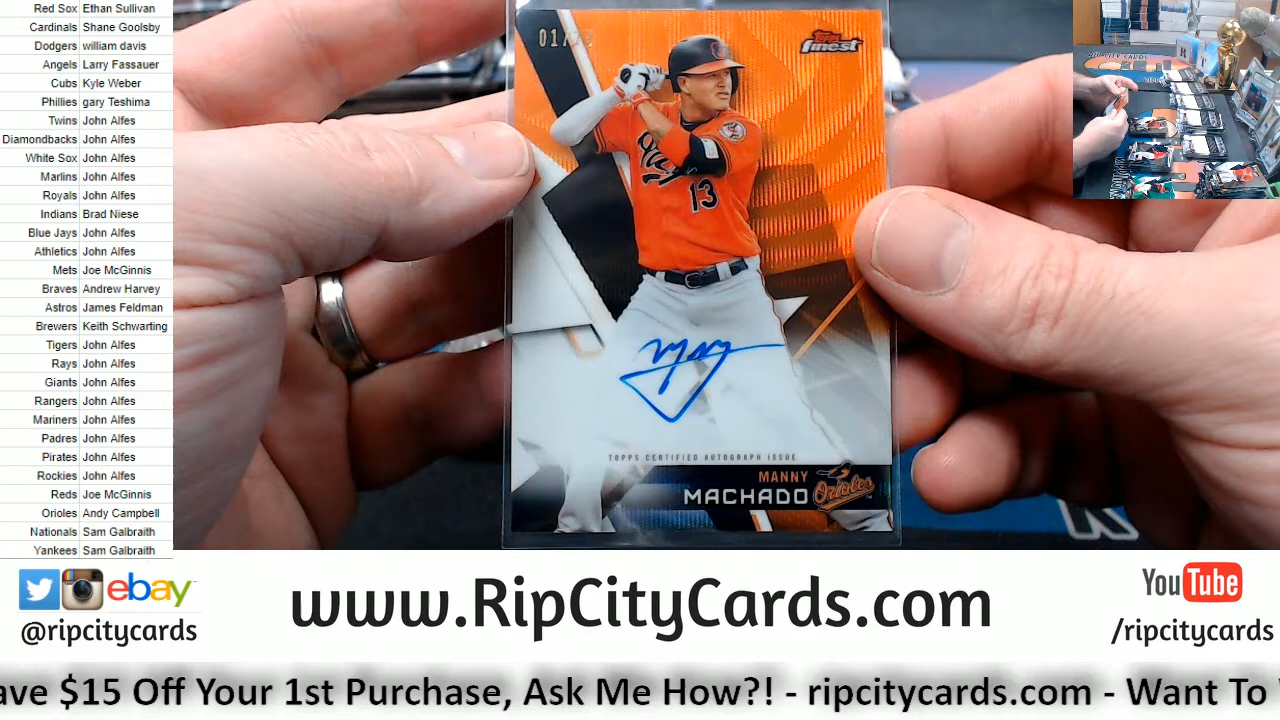 Red Sox Ethan Sullivan
Cardinals Shane Goolsby
Dodgers william davis
Angels Larry Fassauer
Cubs Kyle Weber
Phillies gary Teshima
Twins John Alfes
Diamondbacks John Alfes
White Sox John Alfes
Marlins John Alfes
Royals John Alfes
Indians Brad Niese
Blue Jays John Alfes
Athletics John Alfes
Mets Joe McGinnis
Braves Andrew Harvey
Astros James Feldman
Brewers Keith Schwarting
Tigers John Alfes
Rays John Alfes
Giants John Alfes
Rangers John Alfes
Mariners John Alfes
Padres John Alfes
Pirates John Alfes
Rockies John Alfes
Reds Joe McGinnis
Orioles Andy Campbell
Nationals Sam Galbraith
Yankees Sam Galbraith
Topps
finest
13
TOPPS CERTIFIED AUTOGRAPH ISSUE
MANNY
MACHADO Orioles
ebay
@ripcitycards
www.RipCityCards.com
YouTube
/ripcitycards
ave $15 Off Your 1st Purchase, Ask Me How?! - ripcitycards.com - Want To